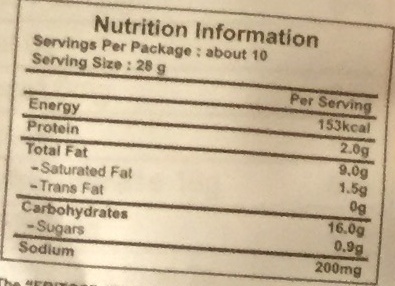 Nutrition Information
Servings Per Package : about 10
Serving Size : 28 g
Per Serving
Energy 153kcal
Protein 2.0g
Total Fat 9.0g
-Saturated Fat 1.5g
-Trans Fat 0g
Carbohydrates 16.0g
-Sugars 0.9g
Sodium 200mg
The